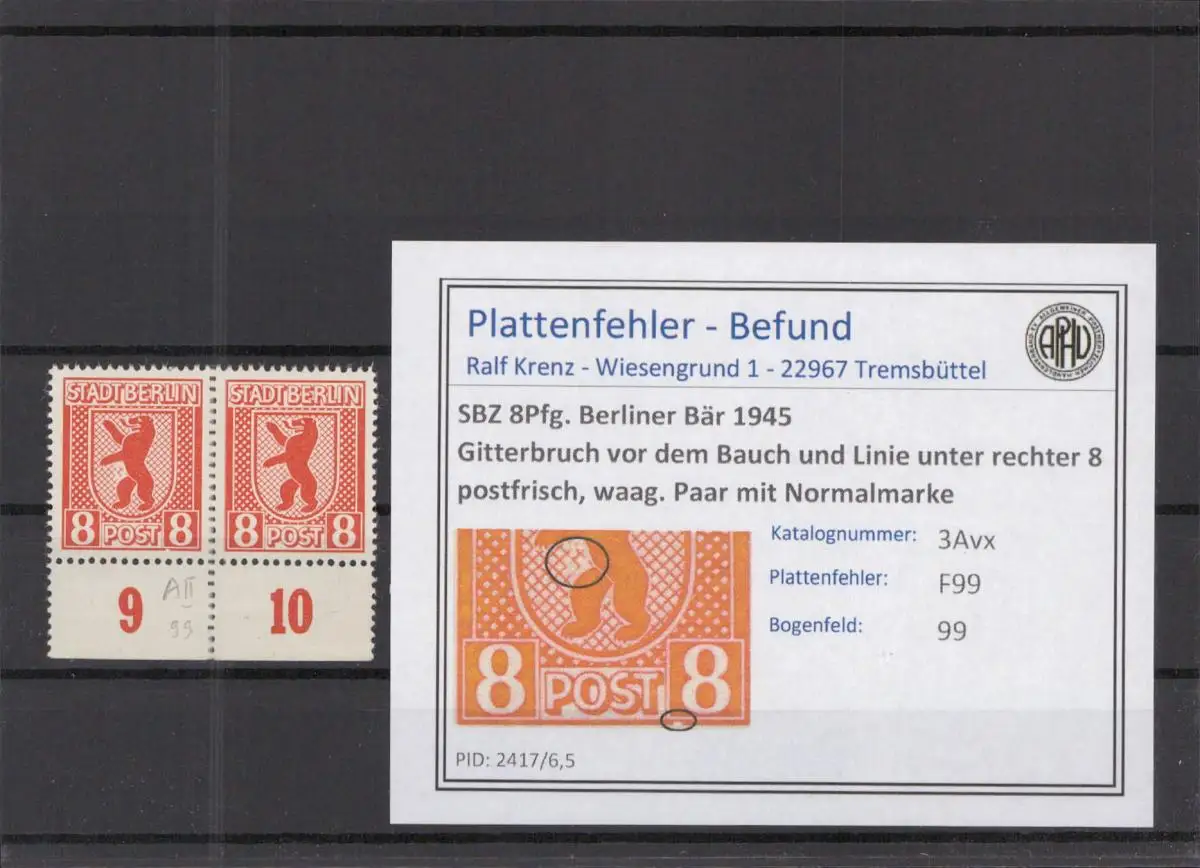 STADT BERLIN
8 POST 8
STADT BERLIN
8 POST 8
9
AII
99
10
Plattenfehler - Befund
Ralf Krenz - Wiesengrund 1 - 22967 Tremsbüttel
APHV
SBZ 8Pfg. Berliner Bär 1945
Gitterbruch vor dem Bauch und Linie unter rechter 8
postfrisch, waag. Paar mit Normalmarke
8 POST 8
Katalognummer: 3Avx
Plattenfehler: F99
Bogenfeld: 99
PID: 2417/6,5